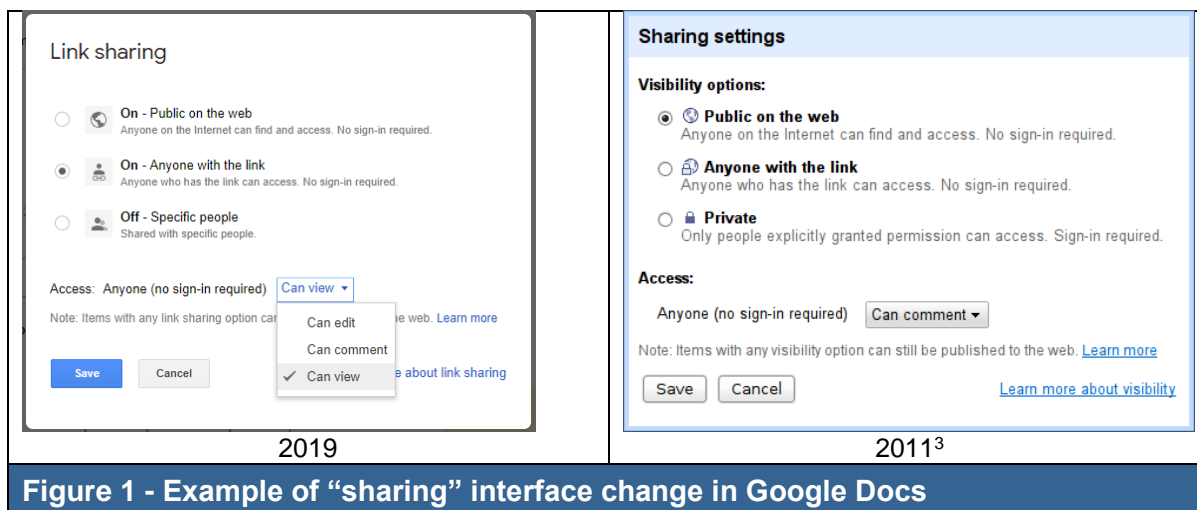 Link sharing
On - Public on the web
Anyone on the Internet can find and access. No sign-in required.
On - Anyone with the link
Anyone who has the link can access. No sign-in required.
Off - Specific people
Shared with specific people.
Access: Anyone (no sign-in required) Can view
Note: Items with any link sharing option can e web. Learn more
Can edit
Can comment
Can view
Save Cancel e about link sharing
2019
Sharing settings
Visibility options:
Public on the web
Anyone on the Internet can find and access. No sign-in required.
Anyone with the link
Anyone who has the link can access. No sign-in required.
Private
Only people explicitly granted permission can access. Sign-in required.
Access:
Anyone (no sign-in required) Can comment
Note: Items with any visibility option can still be published to the web. Learn more
Save Cancel Learn more about visibility
2011³
Figure 1 - Example of “sharing” interface change in Google Docs